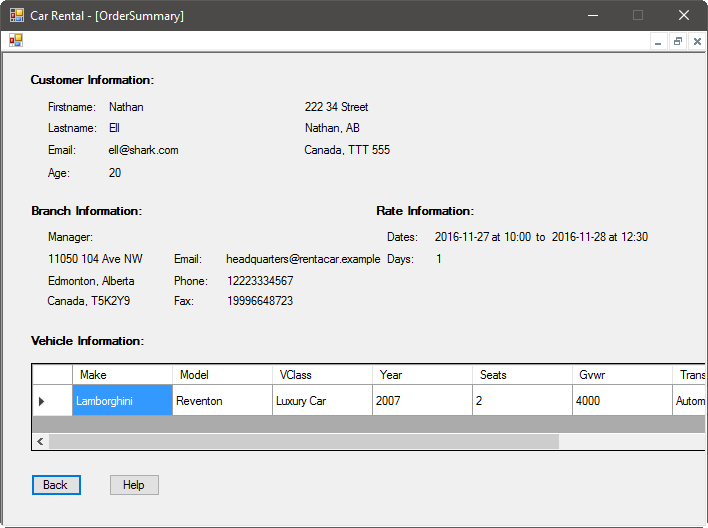 Car Rental - [OrderSummary]
Customer Information:
Firstname: Nathan 222 34 Street
Lastname: Ell Nathan, AB
Email: ell@shark.com Canada, TTT 555
Age: 20
Branch Information: Rate Information:
Manager: Dates: 2016-11-27 at 10:00 to 2016-11-28 at 12:30
11050 104 Ave NW Email: headquarters@rentacar.example Days: 1
Edmonton, Alberta Phone: 12223334567
Canada, T5K2Y9 Fax: 19996648723
Vehicle Information:
Make Model VClass Year Seats Gvwr Trans
Lamborghini Reventon Luxury Car 2007 2 4000 Autom
Back Help